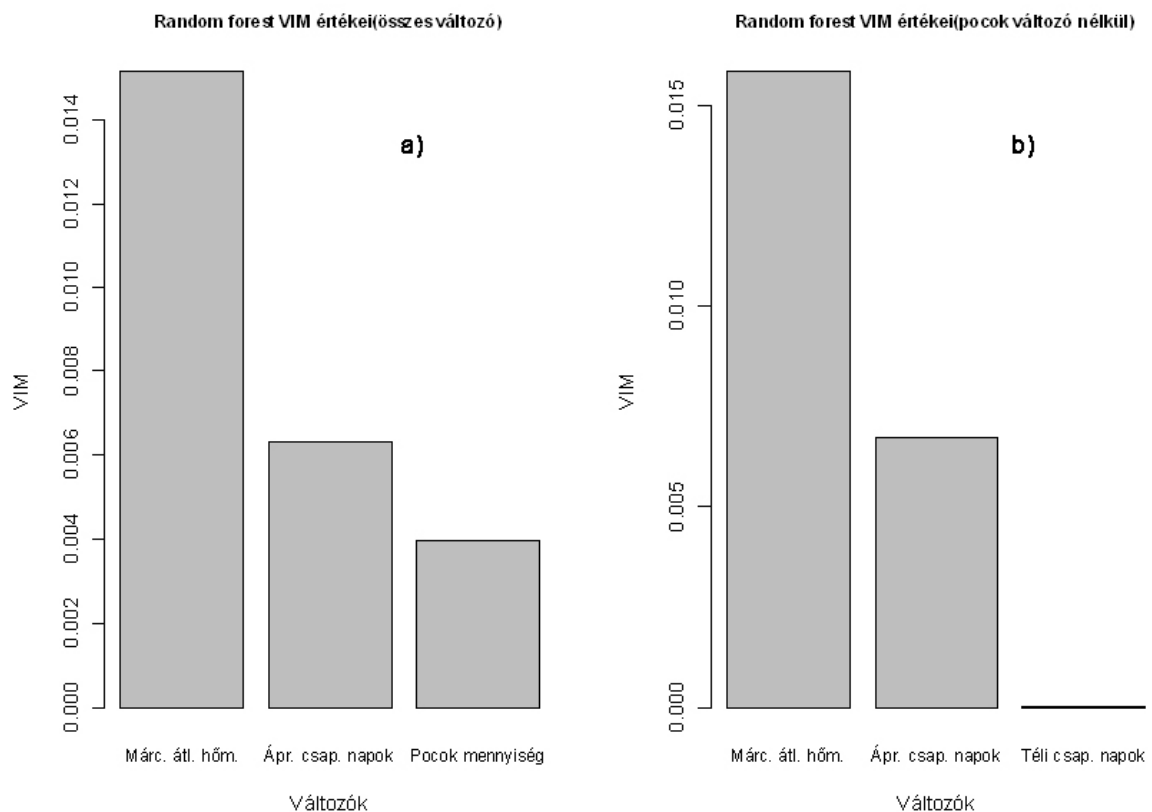 Random forest VIM értékei(összes változó)
a)
VIM
0.014
0.012
0.010
0.008
0.006
0.004
0.002
0.000
Márc. átl. hőm.
Ápr. csap. napok
Pocok mennyiség
Változók
Random forest VIM értékei(pocok változó nélkül)
b)
VIM
0.015
0.010
0.005
0.000
Márc. átl. hőm.
Ápr. csap. napok
Téli csap. napok
Változók